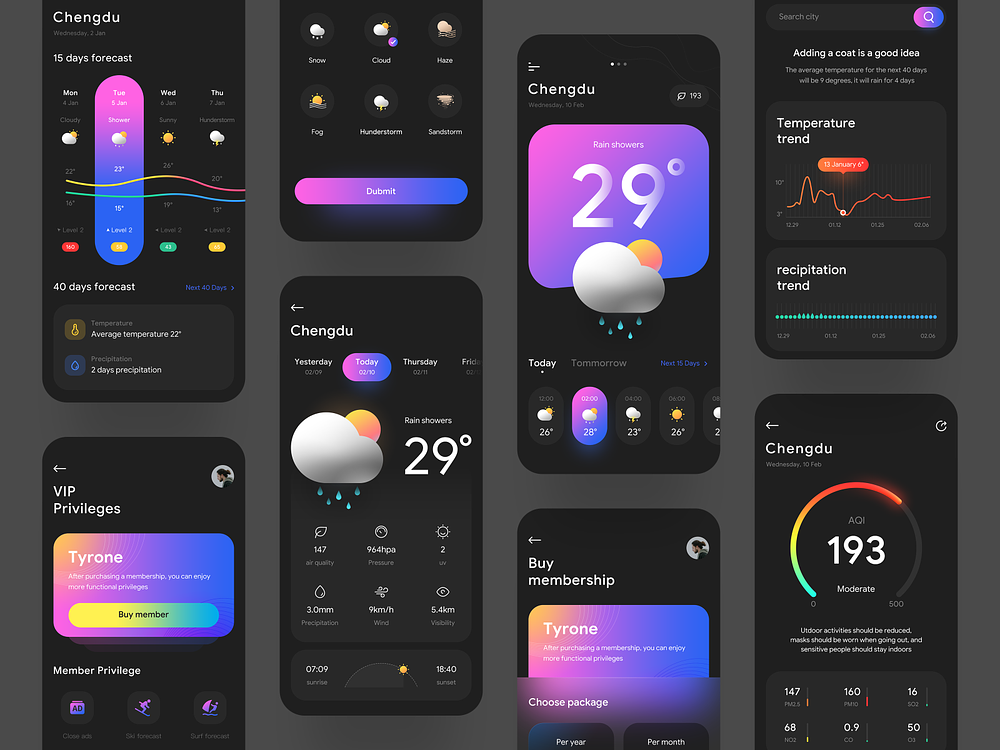 Chengdu
Wednesday, 2 Jan
15 days forecast
Mon Tue Wed Thu
4 Jan 5 Jan 6 Jan 7 Jan
Cloudy Shower Sunny Hunderstorm
22° 23° 26° 20°
16° 15° 19° 13°
Level 2 Level 2 Level 2 Level 2
160 58 43 68
40 days forecast Next 40 Days
Temperature
Average temperature 22°
Precipitation
2 days precipitation
VIP
Privileges
Tyrone
After purchasing a membership, you can enjoy
more functional privileges
Buy member
Member Privilege
AD
Close ads Ski forecast Surf forecast
Snow Cloud Haze
Fog Hunderstorm Sandstorm
Dubmit
Chengdu
Yesterday Today Thursday Frid
02/09 02/10 02/11 02/12
Rain showers
29°
147 964hpa 2
air quality Pressure uv
3.0mm 9km/h 5.4km
Precipitation Wind Visibility
07:09 18:40
sunrise sunset
Chengdu
Wednesday, 10 Feb
193
Rain showers
29°
Today Tommorrow Next 15 Days
12:00 02:00 04:00 06:00 08
26° 28° 23° 26° 2
Buy
membership
Tyrone
After purchasing a membership, you can enjoy
more functional privileges
Choose package
Per year Per month
Search city
Adding a coat is a good idea
The average temperature for the next 40 days
will be 9 degrees, it will rain for 4 days
Temperature
trend
13 January 6°
10°
3°
12.29 01.12 01.25 02.06
recipitation
trend
12.29 01.12 01.25 02.06
Chengdu
Wednesday, 10 Feb
AQI
193
Moderate
0 500
Utdoor activities should be reduced,
masks should be worn when going out, and
sensitive people should stay indoors
147 160 16
PM2.5 PM10 SO2
68 0.9 50
NO2 CO O3